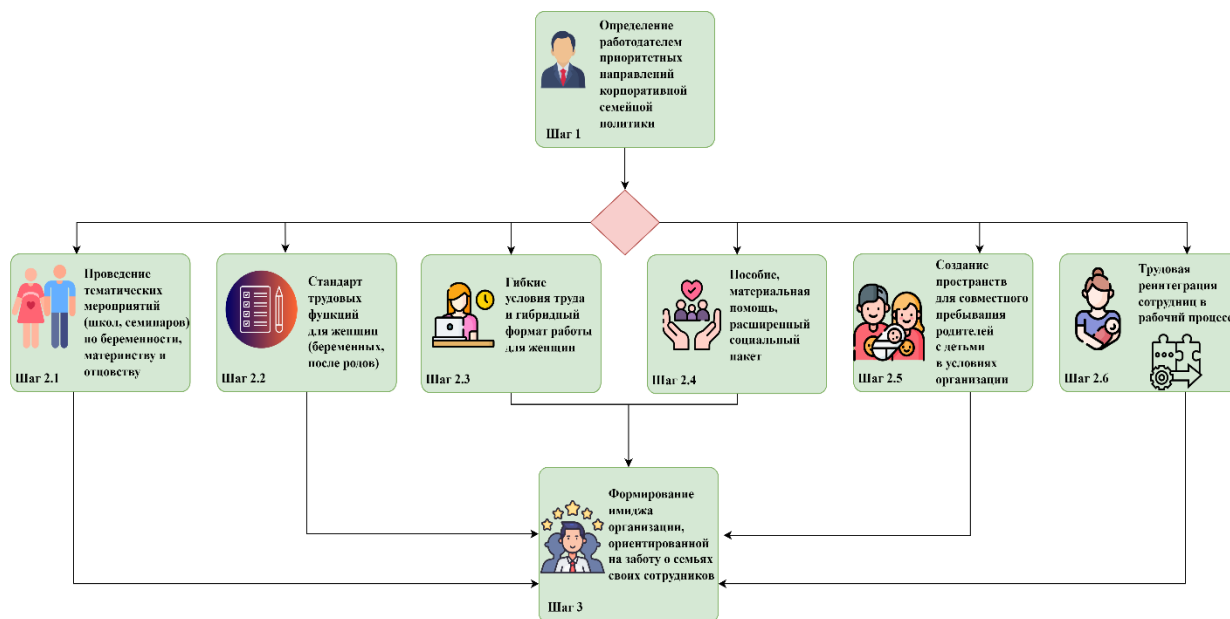 Определение
работодателем
приоритетных
направлений
корпоративной
семейной
политики
Шаг 1
Проведение
тематических
мероприятий
(школ, семинаров)
по беременности,
материнству и
отцовству
Шаг 2.1
Стандарт
трудовых
функций
для женщин
(беременных,
после родов)
Шаг 2.2
Гибкие
условия труда
и гибридный
формат работы
для женщин
Шаг 2.3
Пособие,
материальная
помощь,
расширенный
социальный
пакет
Шаг 2.4
Создание
пространств
для совместного
пребывания
родителей
с детьми
в условиях
организации
Шаг 2.5
Трудовая
реинтеграция
сотрудниц в
рабочий процесс
Шаг 2.6
Формирование
имиджа
организации,
ориентированной
на заботу о семьях
своих сотрудников
Шаг 3